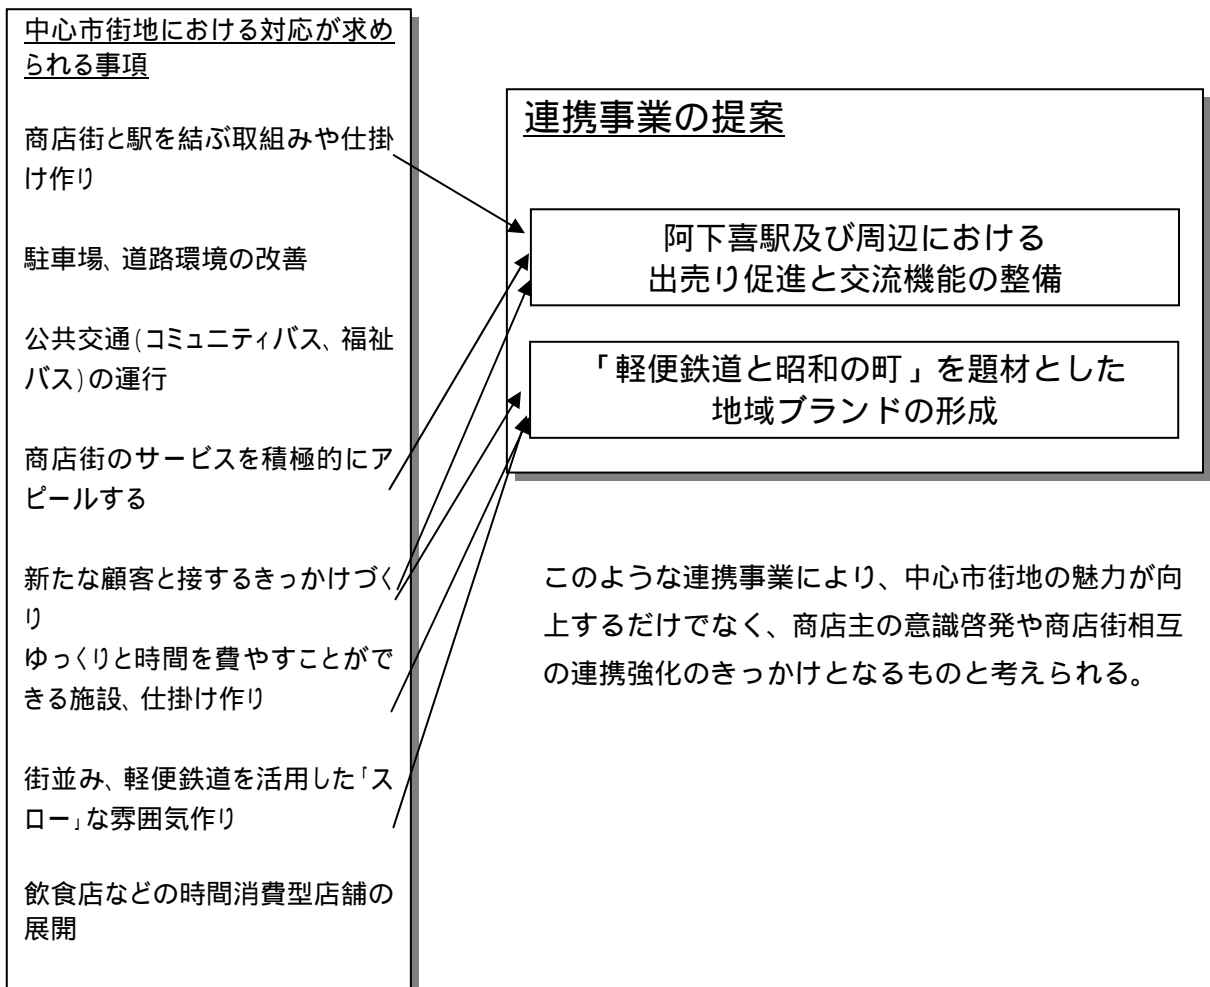 中心市街地における対応が求め
られる事項
商店街と駅を結ぶ取組みや仕掛
け作り
駐車場、道路環境の改善
公共交通(コミュニティバス、福祉
バス)の運行
商店街のサービスを積極的にア
ピールする
新たな顧客と接するきっかけづく
り
ゆっくりと時間を費やすことがで
きる施設、仕掛け作り
街並み、軽便鉄道を活用した「ス
ロー」な雰囲気作り
飲食店などの時間消費型店舗の
展開
連携事業の提案
阿下喜駅及び周辺における
出売り促進と交流機能の整備
「軽便鉄道と昭和の町」を題材とした
地域ブランドの形成
このような連携事業により、中心市街地の魅力が向
上するだけでなく、商店主の意識啓発や商店街相互
の連携強化のきっかけとなるものと考えられる。